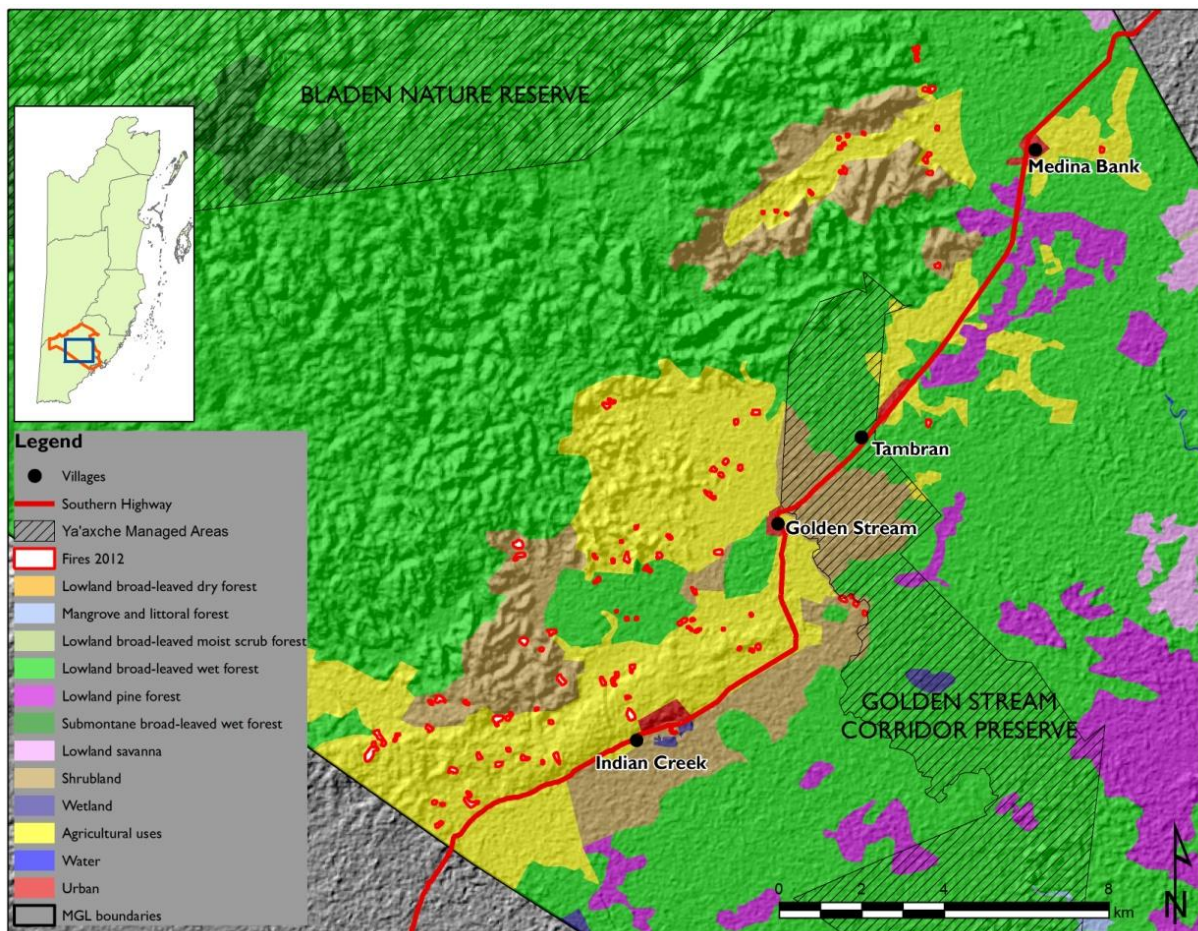 BLADEN NATURE RESERVE
Medina Bank
Tambran
Golden Stream
GOLDEN STREAM
CORRIDOR PRESERVE
Indian Creek
Legend
Villages
Southern Highway
Ya'axche Managed Areas
Fires 2012
Lowland broad-leaved dry forest
Mangrove and littoral forest
Lowland broad-leaved moist scrub forest
Lowland broad-leaved wet forest
Lowland pine forest
Submontane broad-leaved wet forest
Lowland savanna
Shrubland
Wetland
Agricultural uses
Water
Urban
MGL boundaries
0 2 4 8
km
N